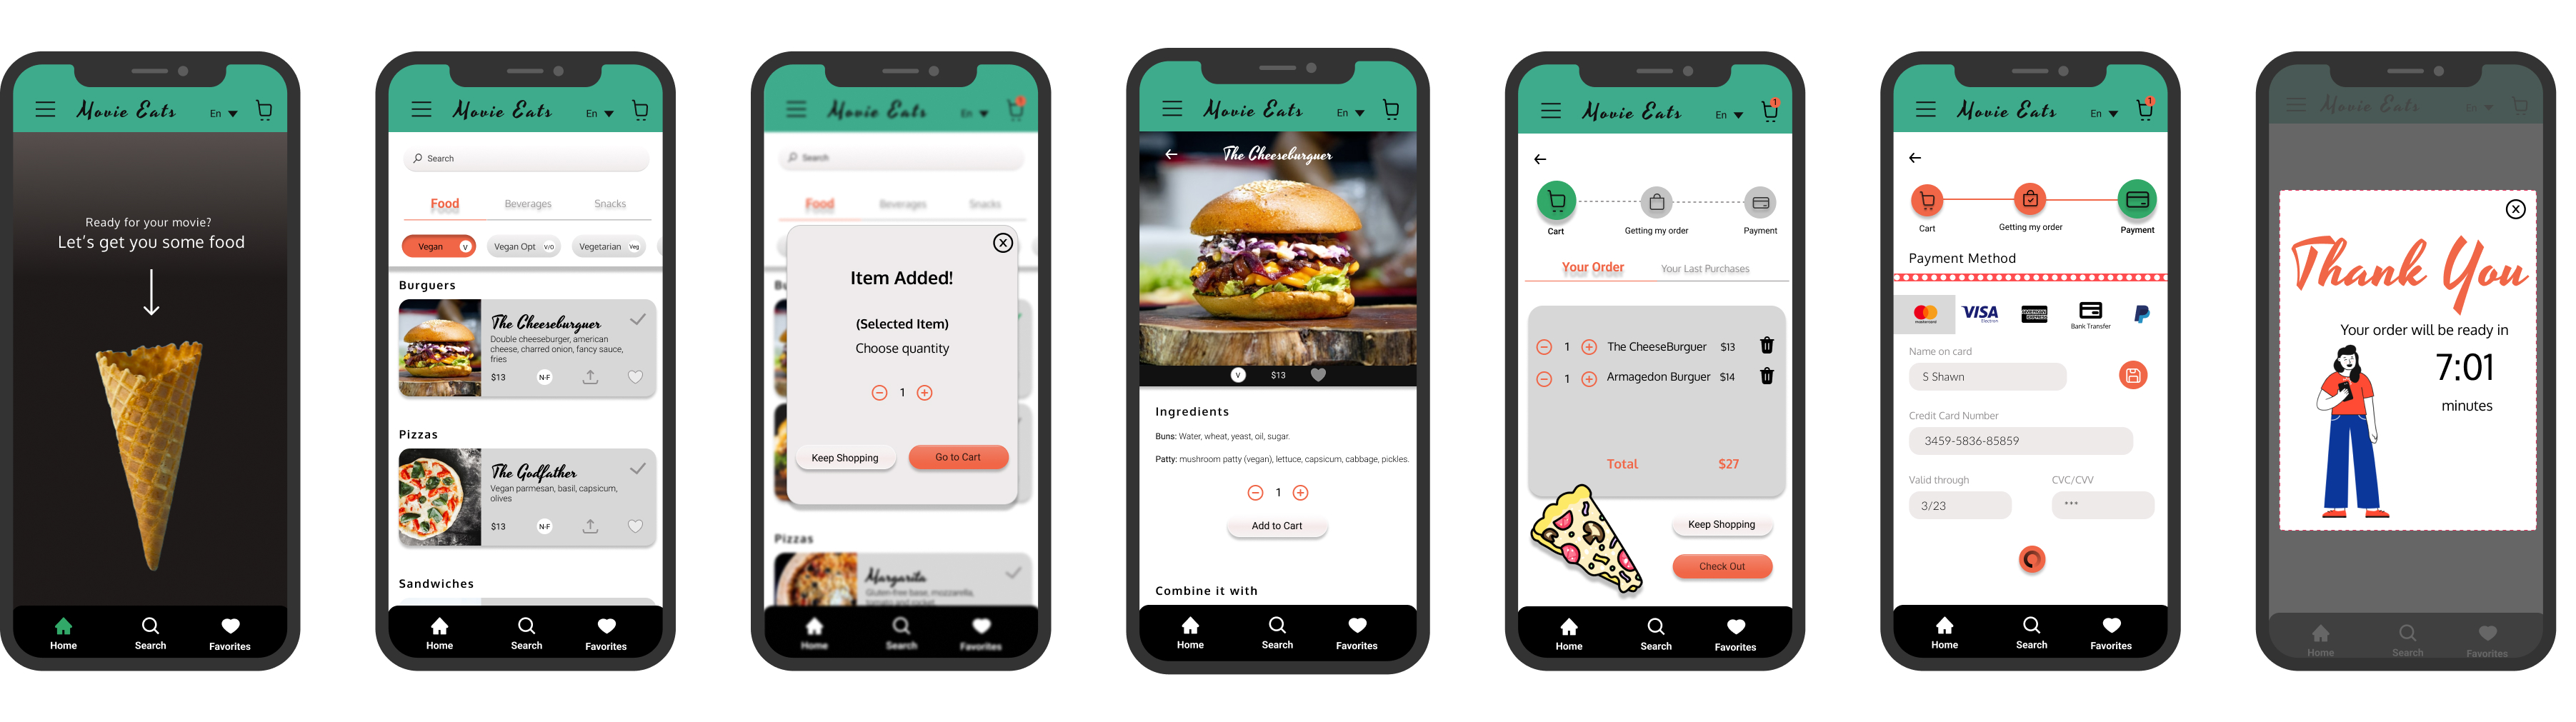 Movie Eats
En
Ready for your movie?
Let's get you some food
Home
Search
Favorites
Movie Eats
En
Search
Food
Beverages
Snacks
Vegan V
Vegan Opt V/O
Vegetarian Veg
Burguers
The Cheeseburguer
Double cheeseburger, american
cheese, charred onion, fancy sauce,
fries
$13
N-F
Pizzas
The Godfather
Vegan parmesan, basil, capsicum,
olives
$13
N-F
Sandwiches
Home
Search
Favorites
Movie Eats
En
1
Search
Food
Beverages
Snacks
Item Added!
(Selected Item)
Choose quantity
1
Keep Shopping
Go to Cart
Pizzas
Margarita
Gluten-free base, mozzarella,
tomato and rocket
Home
Search
Favorites
Movie Eats
En
The Cheeseburguer
V
$13
Ingredients
Buns: Water, wheat, yeast, oil, sugar.
Patty: mushroom patty (vegan), lettuce, capsicum, cabbage, pickles.
1
Add to Cart
Combine it with
Home
Search
Favorites
Movie Eats
En
1
Cart
Getting my order
Payment
Your Order
Your Last Purchases
1 The CheeseBurguer $13
1 Armagedon Burguer $14
Total $27
Keep Shopping
Check Out
Home
Search
Favorites
Movie Eats
En
1
Cart
Getting my order
Payment
Payment Method
mastercard
VISA
Electron
AMERICAN EXPRESS
Bank Transfer
Name on card
S Shawn
Credit Card Number
3459-5836-85859
Valid through
3/23
CVC/CVV
***
Home
Search
Favorites
Movie Eats
En
Thank You
Your order will be ready in
7:01
minutes
Home
Search
Favorites